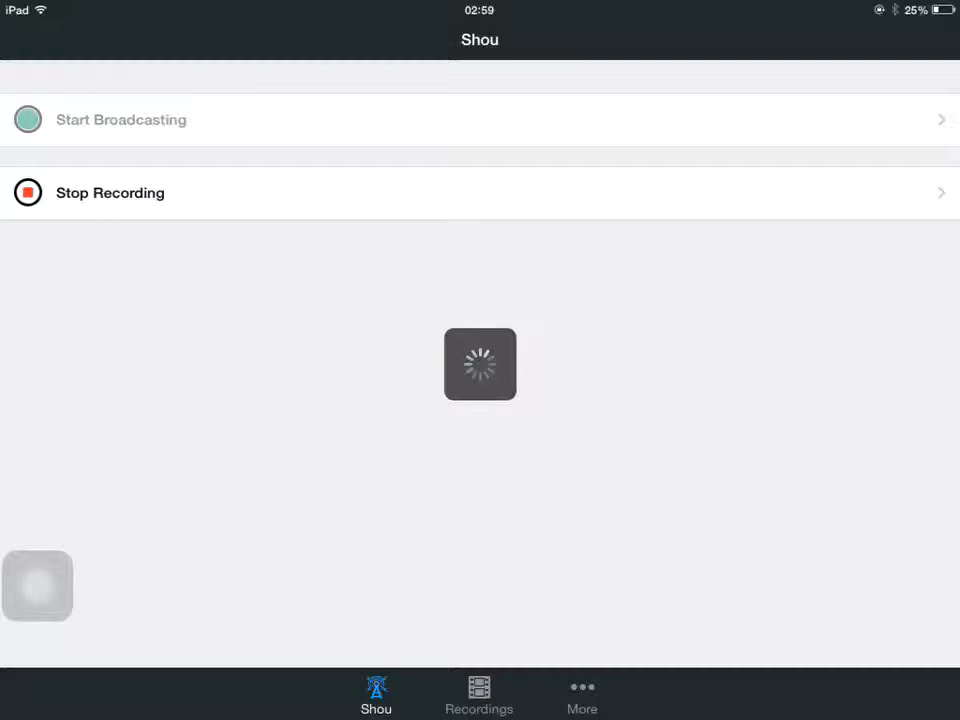 iPad 02:59 25%
Shou
Start Broadcasting
Stop Recording
Shou Recordings More